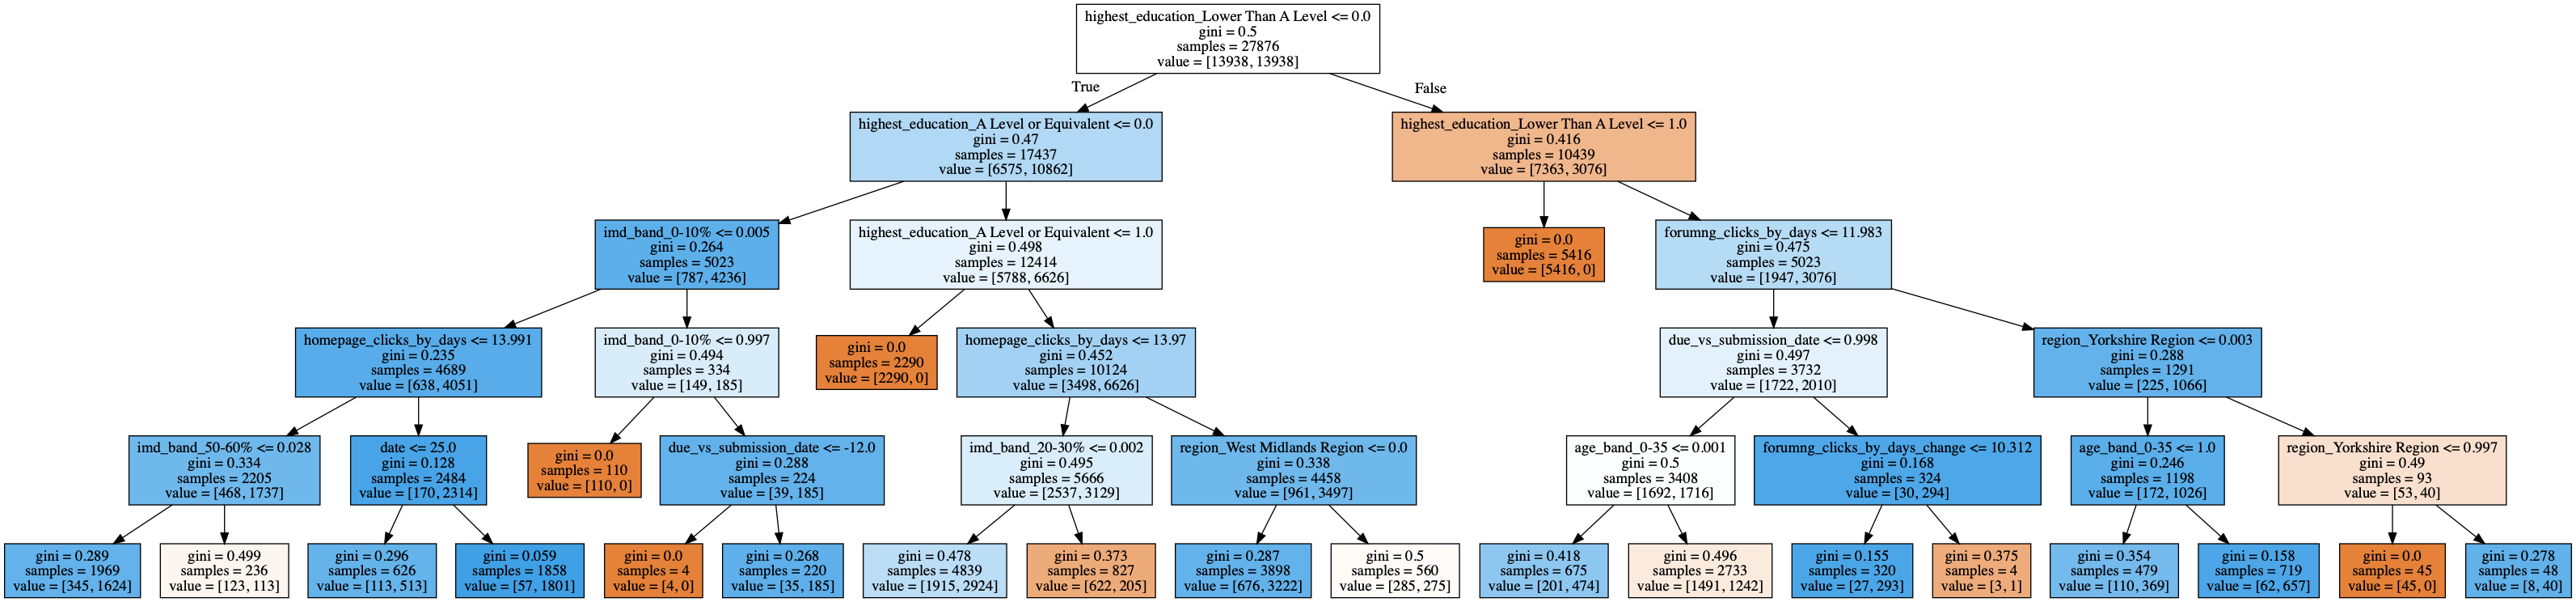 highest_education_Lower Than A Level <= 0.0
gini = 0.5
samples = 27876
value = [13938, 13938]
True
False
highest_education_A Level or Equivalent <= 0.0
gini = 0.47
samples = 17437
value = [6575, 10862]
highest_education_Lower Than A Level <= 1.0
gini = 0.416
samples = 10439
value = [7363, 3076]
imd_band_0-10% <= 0.005
gini = 0.264
samples = 5023
value = [787, 4236]
highest_education_A Level or Equivalent <= 1.0
gini = 0.498
samples = 12414
value = [5788, 6626]
gini = 0.0
samples = 5416
value = [5416, 0]
forumng_clicks_by_days <= 11.983
gini = 0.475
samples = 5023
value = [1947, 3076]
homepage_clicks_by_days <= 13.991
gini = 0.235
samples = 4689
value = [638, 4051]
imd_band_0-10% <= 0.997
gini = 0.494
samples = 334
value = [149, 185]
gini = 0.0
samples = 2290
value = [2290, 0]
homepage_clicks_by_days <= 13.97
gini = 0.452
samples = 10124
value = [3498, 6626]
due_vs_submission_date <= 0.998
gini = 0.497
samples = 3732
value = [1722, 2010]
region_Yorkshire Region <= 0.003
gini = 0.288
samples = 1291
value = [225, 1066]
imd_band_50-60% <= 0.028
gini = 0.334
samples = 2205
value = [468, 1737]
date <= 25.0
gini = 0.128
samples = 2484
value = [170, 2314]
gini = 0.0
samples = 110
value = [110, 0]
due_vs_submission_date <= -12.0
gini = 0.288
samples = 224
value = [39, 185]
imd_band_20-30% <= 0.002
gini = 0.495
samples = 5666
value = [2537, 3129]
region_West Midlands Region <= 0.0
gini = 0.338
samples = 4458
value = [961, 3497]
age_band_0-35 <= 0.001
gini = 0.5
samples = 3408
value = [1692, 1716]
forumng_clicks_by_days_change <= 10.312
gini = 0.168
samples = 324
value = [30, 294]
age_band_0-35 <= 1.0
gini = 0.246
samples = 1198
value = [172, 1026]
region_Yorkshire Region <= 0.997
gini = 0.49
samples = 93
value = [53, 40]
gini = 0.289
samples = 1969
value = [345, 1624]
gini = 0.499
samples = 236
value = [123, 113]
gini = 0.296
samples = 626
value = [113, 513]
gini = 0.059
samples = 1858
value = [57, 1801]
gini = 0.0
samples = 4
value = [4, 0]
gini = 0.268
samples = 220
value = [35, 185]
gini = 0.478
samples = 4839
value = [1915, 2924]
gini = 0.373
samples = 827
value = [622, 205]
gini = 0.287
samples = 3898
value = [676, 3222]
gini = 0.5
samples = 560
value = [285, 275]
gini = 0.418
samples = 675
value = [201, 474]
gini = 0.496
samples = 2733
value = [1491, 1242]
gini = 0.155
samples = 320
value = [27, 293]
gini = 0.375
samples = 4
value = [3, 1]
gini = 0.354
samples = 479
value = [110, 369]
gini = 0.158
samples = 719
value = [62, 657]
gini = 0.0
samples = 45
value = [45, 0]
gini = 0.278
samples = 48
value = [8, 40]